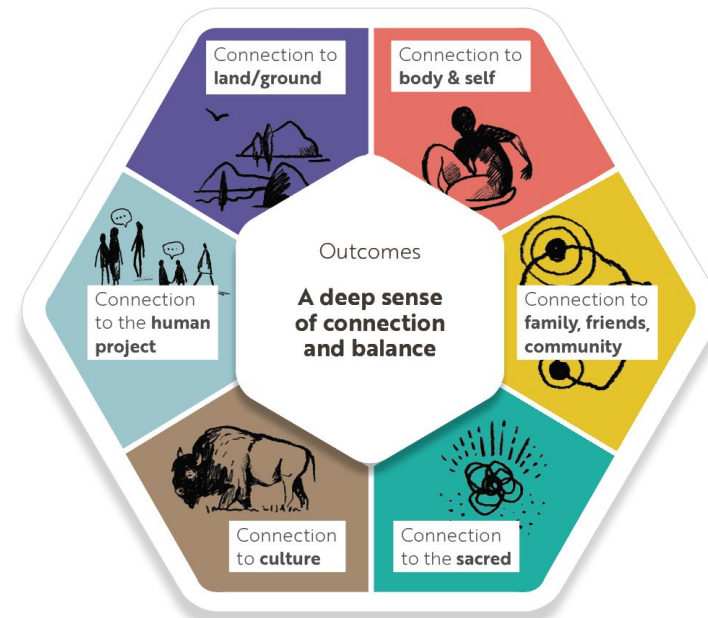 Connection to
land/ground
Connection to
body & self
Connection to
family, friends,
community
Connection
to the sacred
Connection
to culture
Connection
to the human
project
Outcomes
A deep sense
of connection
and balance